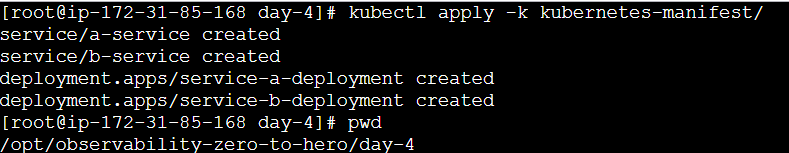 [root@ip-172-31-85-168 day-4]# kubectl apply -k kubernetes-manifest/
service/a-service created
service/b-service created
deployment.apps/service-a-deployment created
deployment.apps/service-b-deployment created
[root@ip-172-31-85-168 day-4]# pwd
/opt/observability-zero-to-hero/day-4